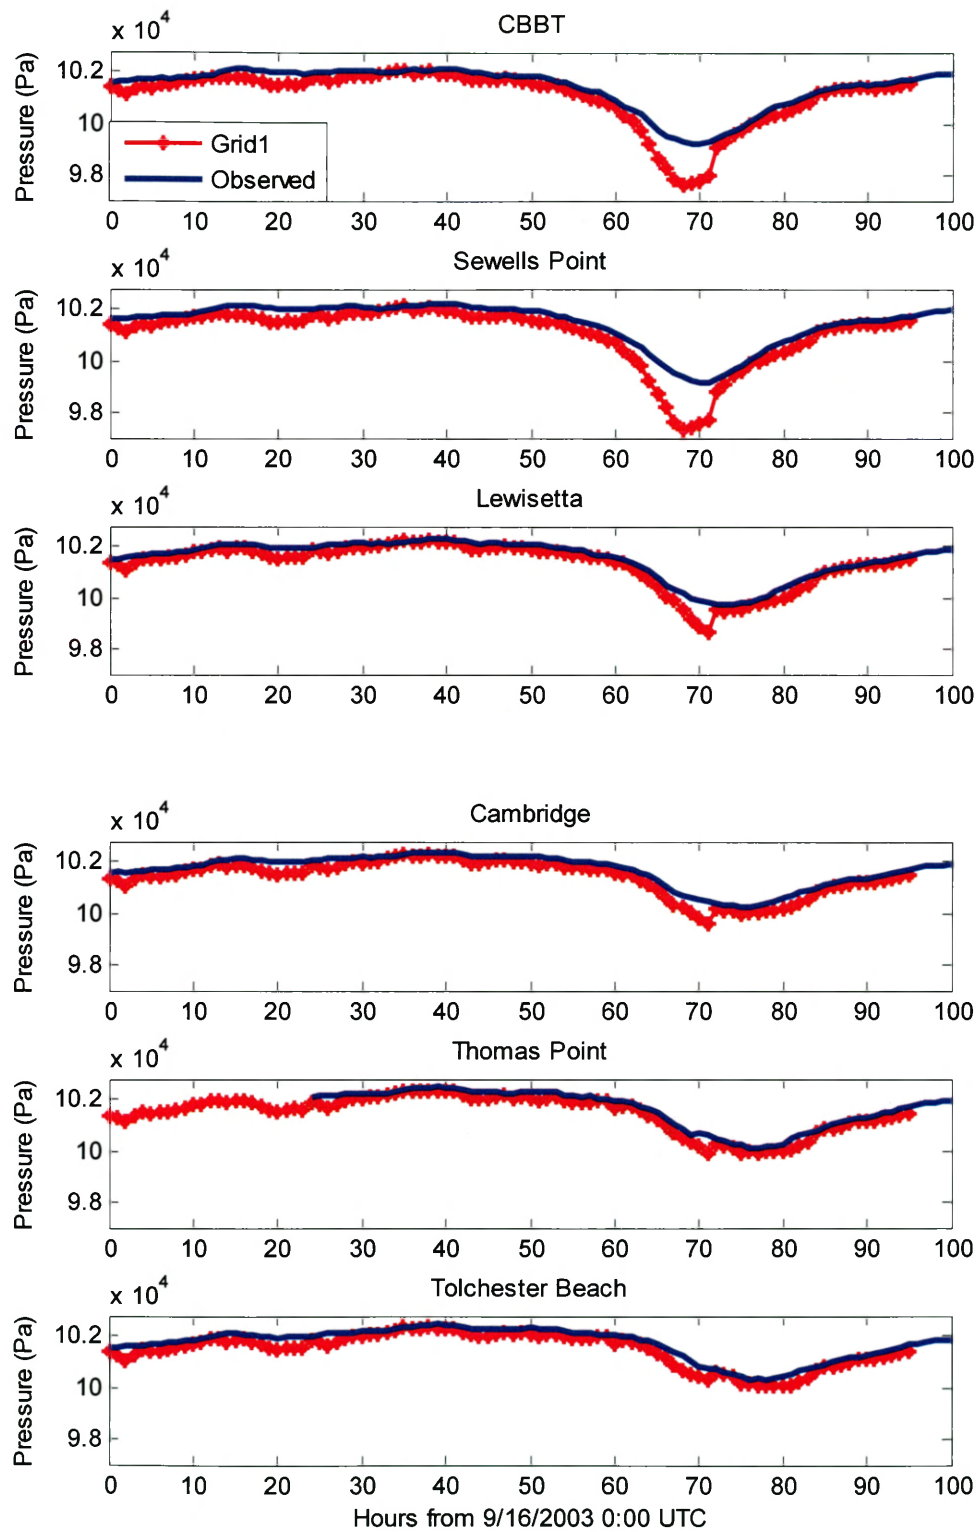 CBBT
x 10^4
Pressure (Pa)
10.2
10
9.8
Grid1
Observed
0 10 20 30 40 50 60 70 80 90 100
Sewells Point
x 10^4
Pressure (Pa)
10.2
10
9.8
0 10 20 30 40 50 60 70 80 90 100
Lewisetta
x 10^4
Pressure (Pa)
10.2
10
9.8
0 10 20 30 40 50 60 70 80 90 100
Cambridge
x 10^4
Pressure (Pa)
10.2
10
9.8
0 10 20 30 40 50 60 70 80 90 100
Thomas Point
x 10^4
Pressure (Pa)
10.2
10
9.8
0 10 20 30 40 50 60 70 80 90 100
Tolchester Beach
x 10^4
Pressure (Pa)
10.2
10
9.8
0 10 20 30 40 50 60 70 80 90 100
Hours from 9/16/2003 0:00 UTC